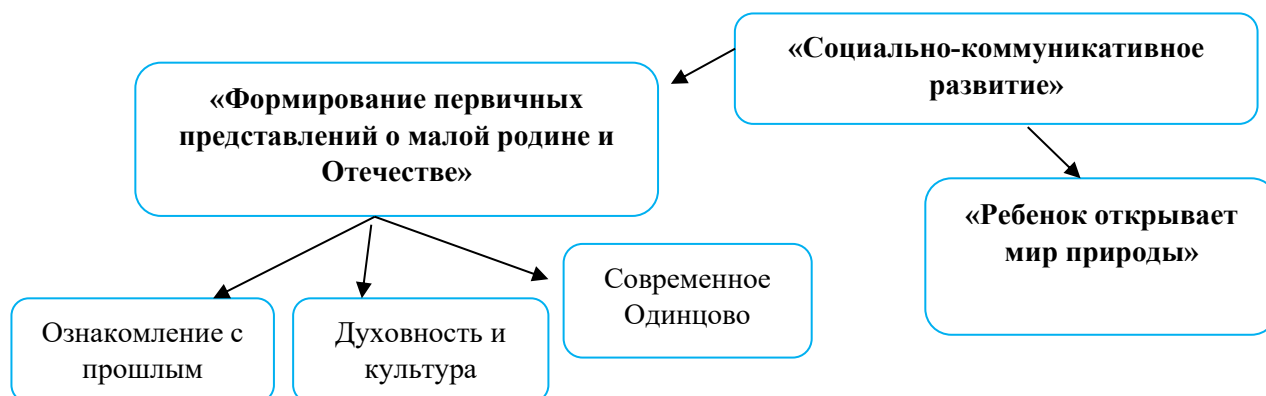 «Социально-коммуникативное
развитие»
«Формирование первичных
представлений о малой родине и
Отечестве»
«Ребенок открывает
мир природы»
Современное
Одинцово
Ознакомление с
прошлым
Духовность и
культура